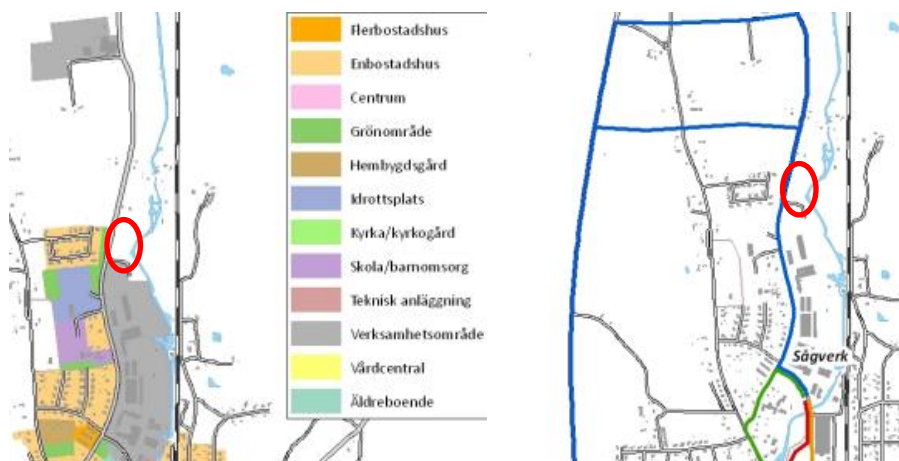 Flerbostadshus
Enbostadshus
Centrum
Grönområde
Hembygdsgård
Idrottsplats
Kyrka/kyrkogård
Skola/barnomsorg
Teknisk anläggning
Verksamhetsområde
Vårdcentral
Äldreboende
Sågverk